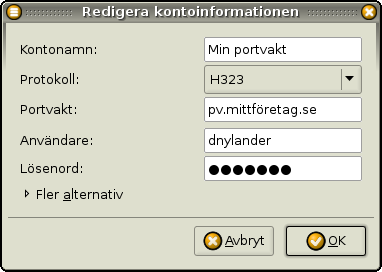 Redigera kontoinformationen
Kontonamn: Min portvakt
Protokoll: H323
Portvakt: pv.mittföretag.se
Användare: dnylander
Lösenord: ●●●●●●●
Fler alternativ
Avbryt OK